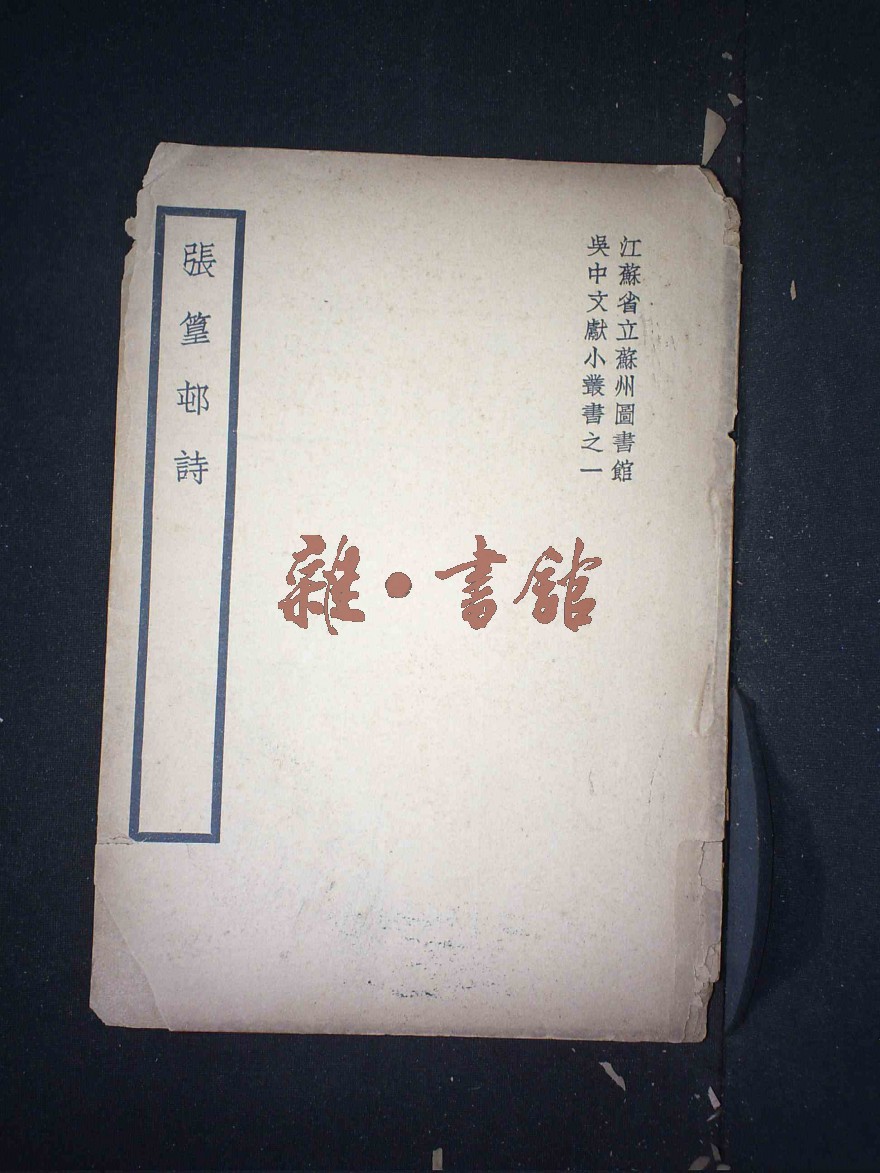 江蘇省立蘇州圖書館
吳中文獻小叢書之一
張篁邨詩
雜·書館